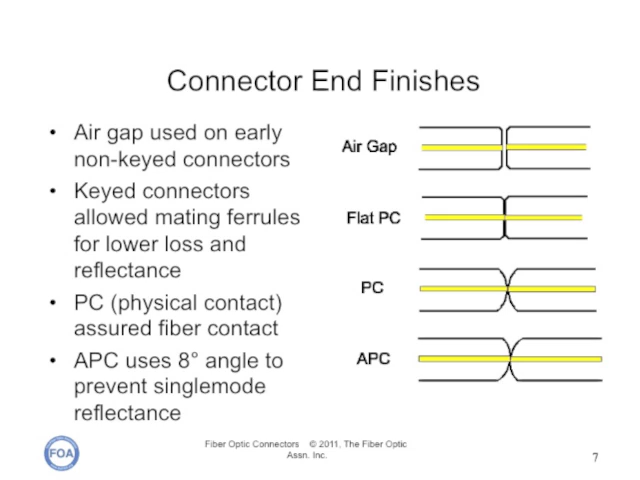 Connector End Finishes
• Air gap used on early
non-keyed connectors
• Keyed connectors
allowed mating ferrules
for lower loss and
reflectance
• PC (physical contact)
assured fiber contact
• APC uses 8° angle to
prevent singlemode
reflectance
Air Gap
Flat PC
PC
APC
FOA
Fiber Optic Connectors © 2011, The Fiber Optic
Assn. Inc.
7